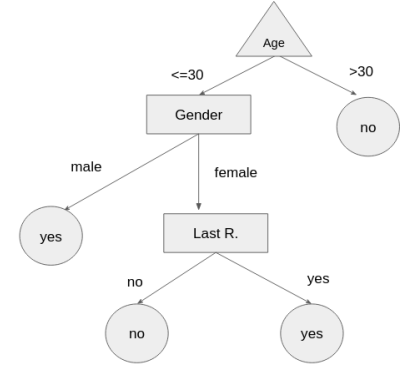 Age
<=30
>30
Gender
no
male
female
yes
Last R.
no
yes
no
yes